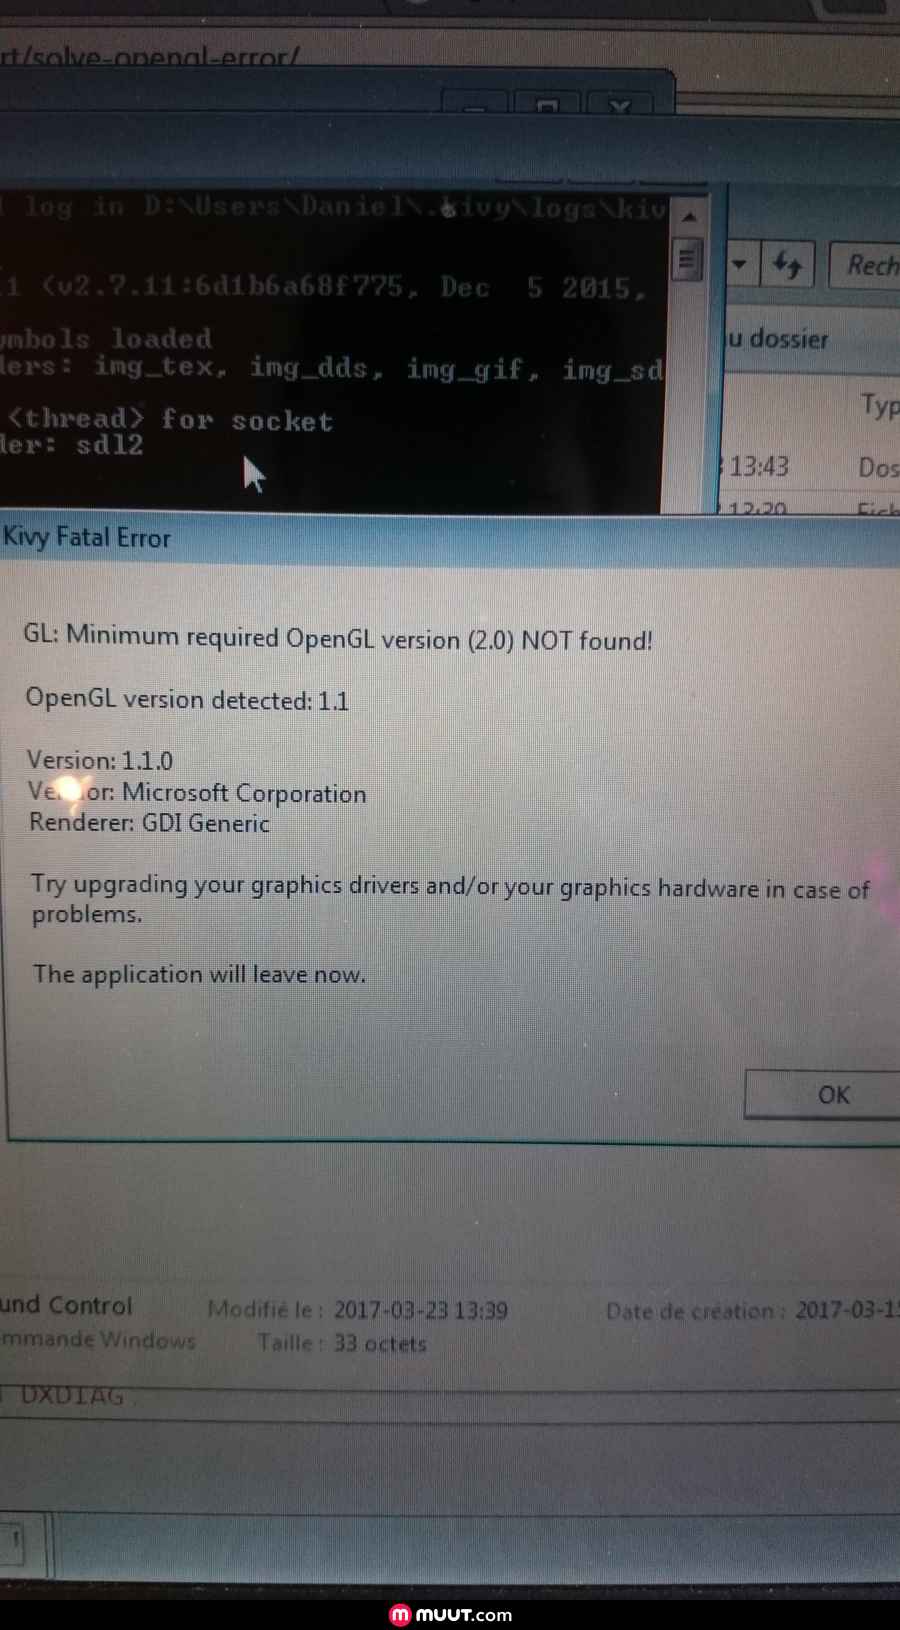 rt/solve-opengl-error/
log in D:\Users\Daniel\.kivy\logs\kiv
1 (v2.7.11:6d1b6a68f775, Dec 5 2015,
Rech
u dossier
mbols loaded
ders: img_tex, img_dds, img_gif, img_sd
Typ
<thread> for socket
der: sdl2
13:43 Dos
12:20 Fich
Kivy Fatal Error
GL: Minimum required OpenGL version (2.0) NOT found!
OpenGL version detected: 1.1
Version: 1.1.0
Vendor: Microsoft Corporation
Renderer: GDI Generic
Try upgrading your graphics drivers and/or your graphics hardware in case of
problems.
The application will leave now.
OK
und Control Modifié le : 2017-03-23 13:39 Date de création : 2017-03-15
mmande Windows Taille : 33 octets
DXDIAG
muut.com